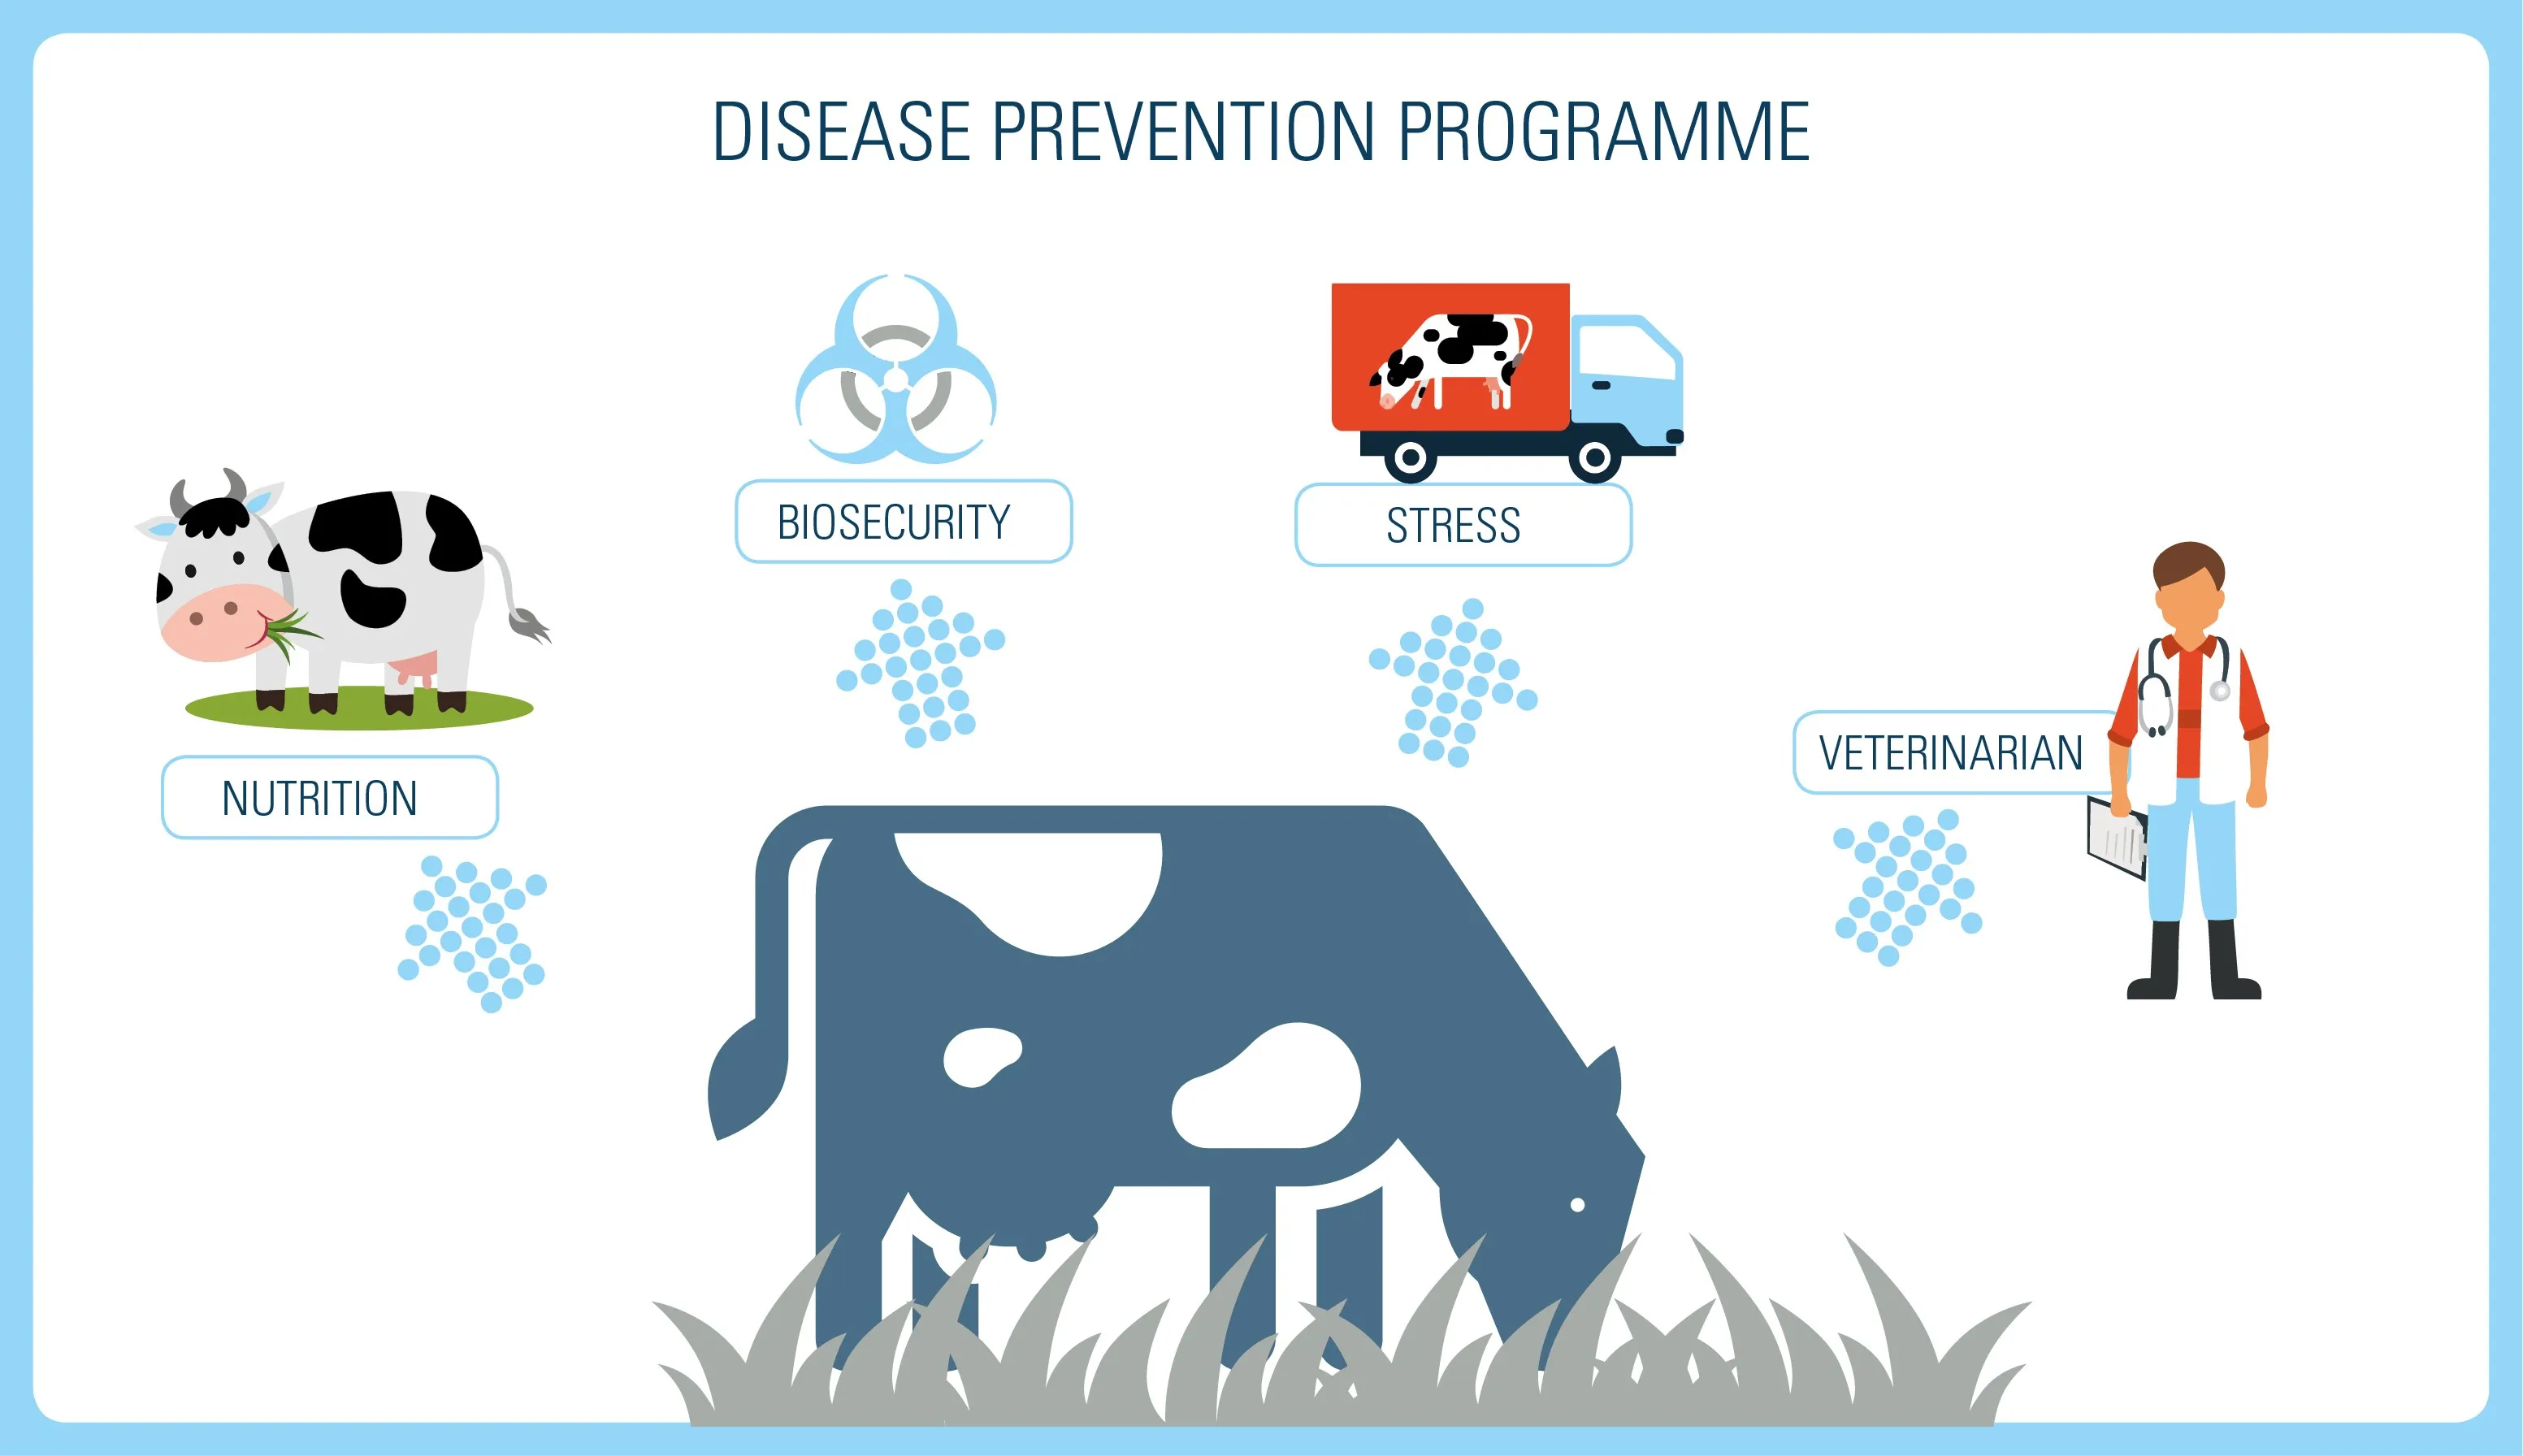 DISEASE PREVENTION PROGRAMME
BIOSECURITY
STRESS
VETERINARIAN
NUTRITION